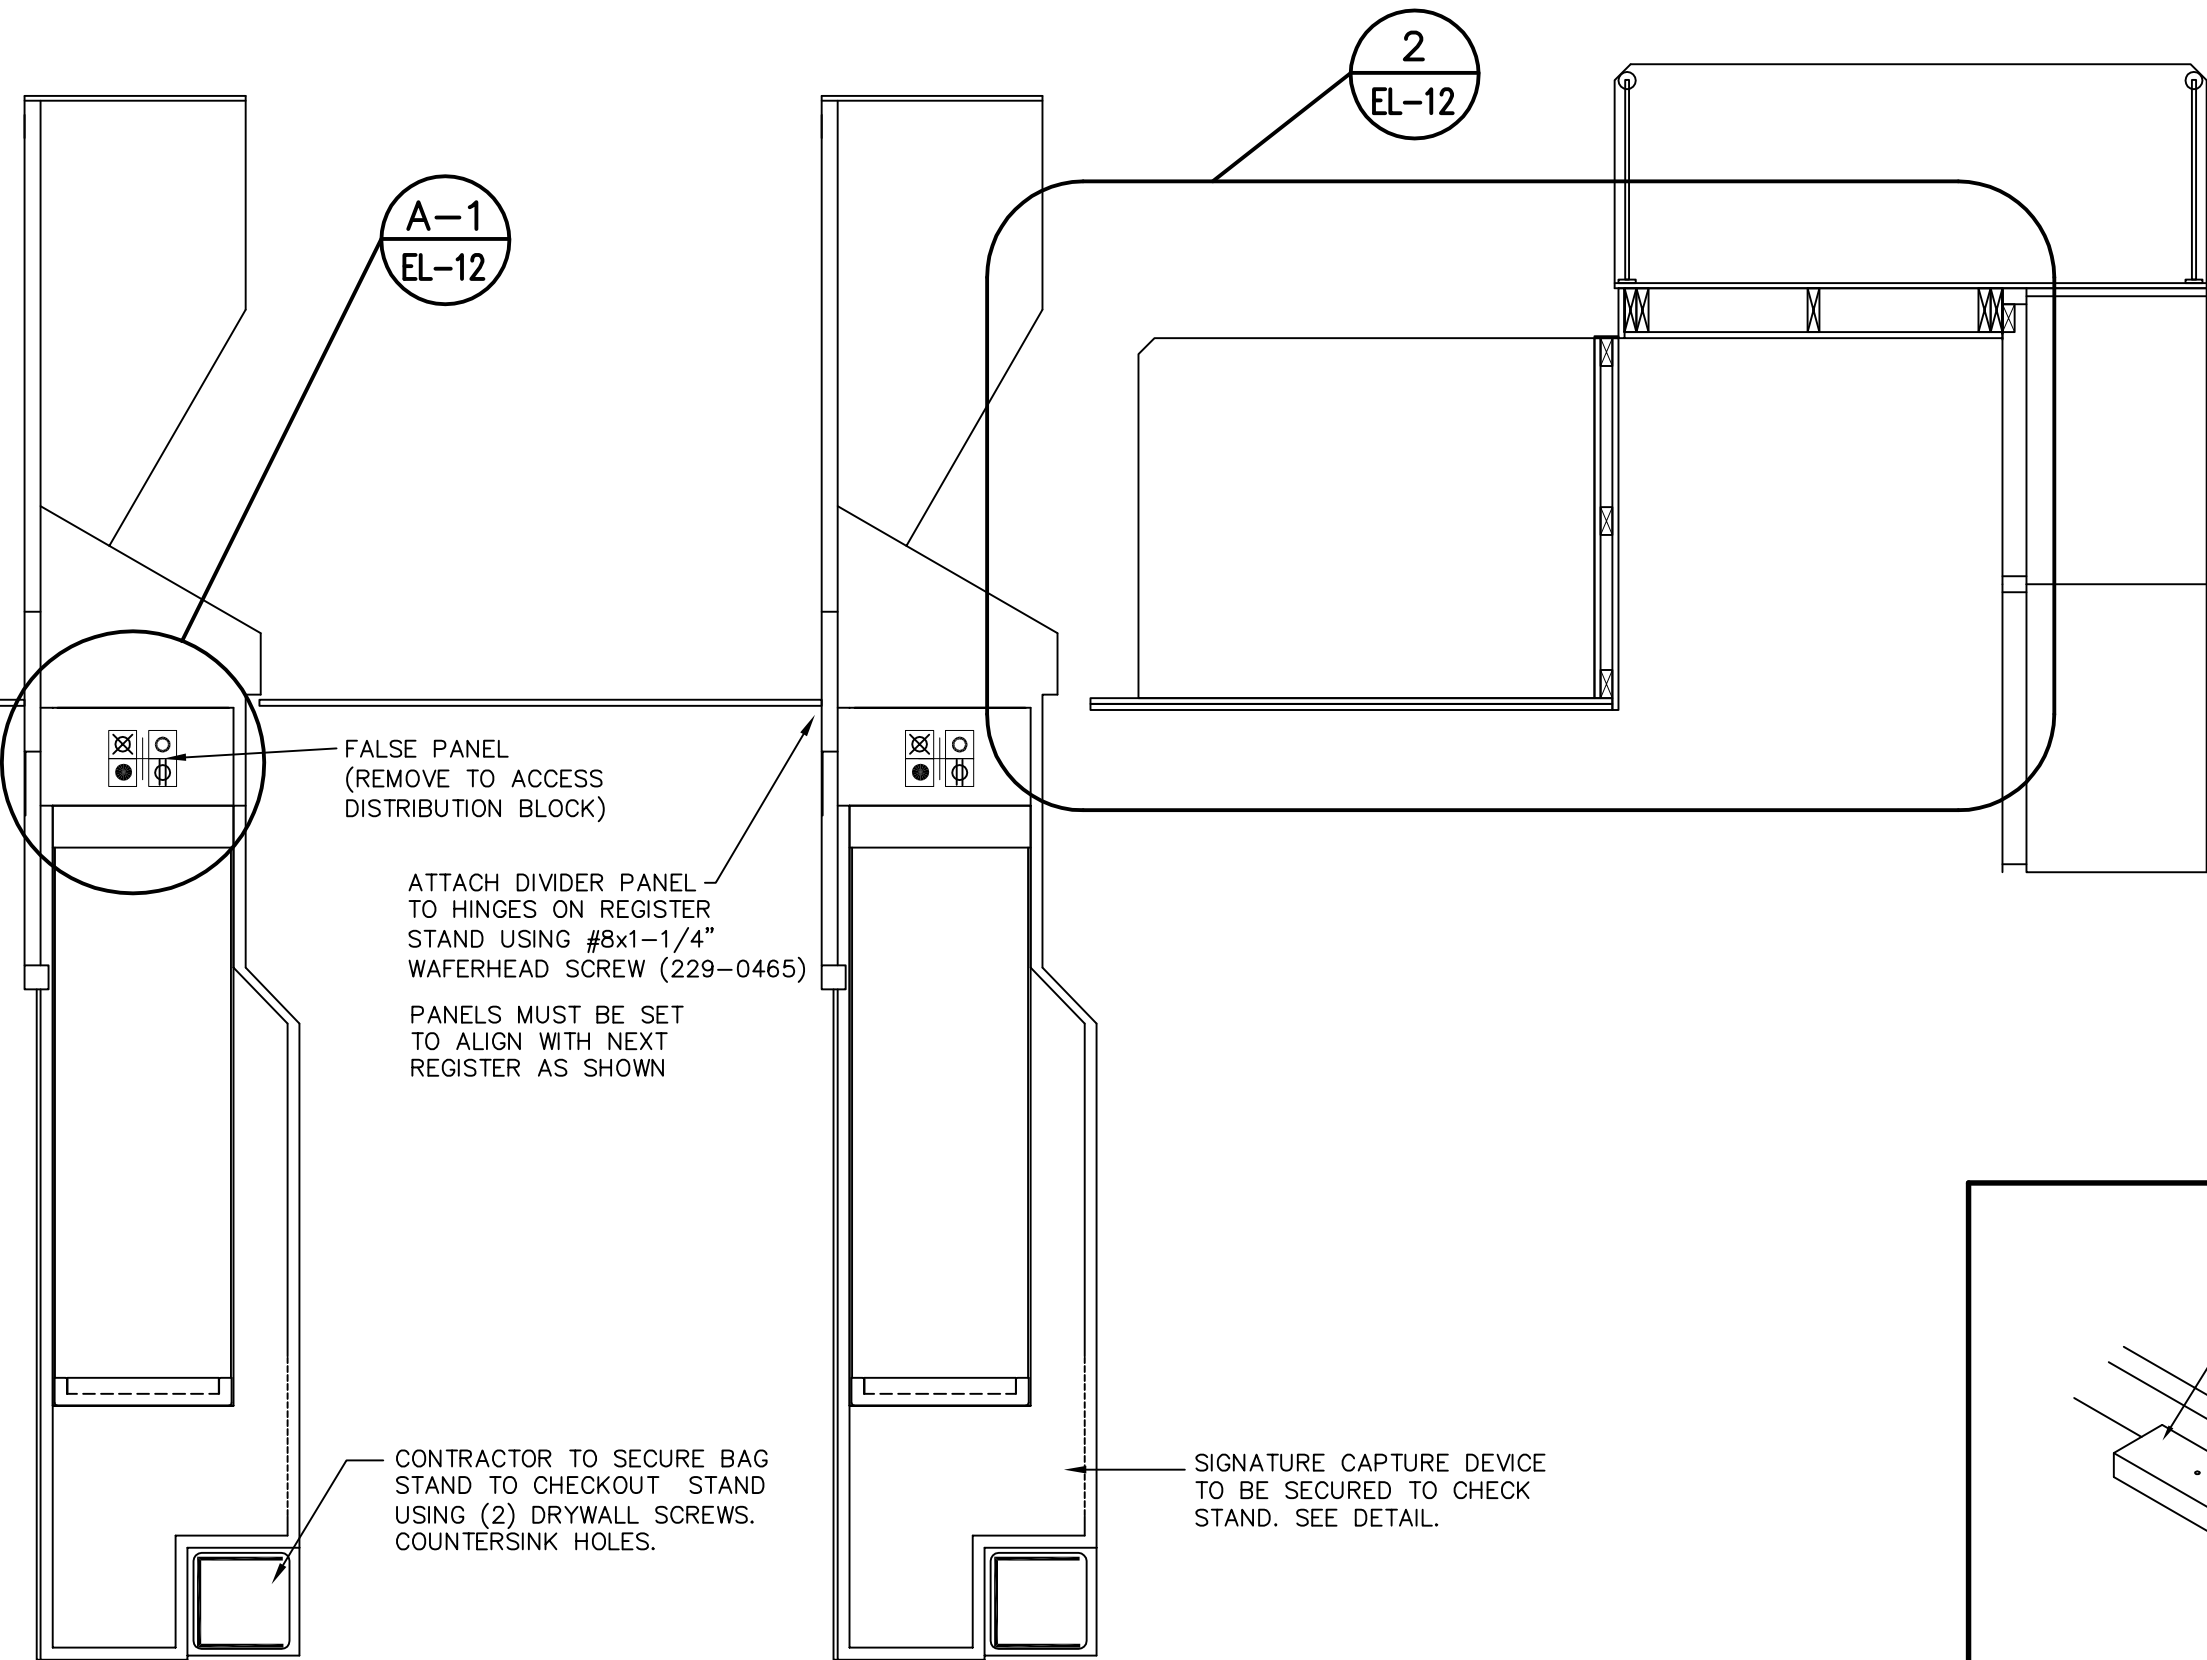 2
EL-12
A-1
EL-12
FALSE PANEL
(REMOVE TO ACCESS
DISTRIBUTION BLOCK)
ATTACH DIVIDER PANEL
TO HINGES ON REGISTER
STAND USING #8x1-1/4"
WAFERHEAD SCREW (229-0465)
PANELS MUST BE SET
TO ALIGN WITH NEXT
REGISTER AS SHOWN
CONTRACTOR TO SECURE BAG
STAND TO CHECKOUT STAND
USING (2) DRYWALL SCREWS.
COUNTERSINK HOLES.
SIGNATURE CAPTURE DEVICE
TO BE SECURED TO CHECK
STAND. SEE DETAIL.